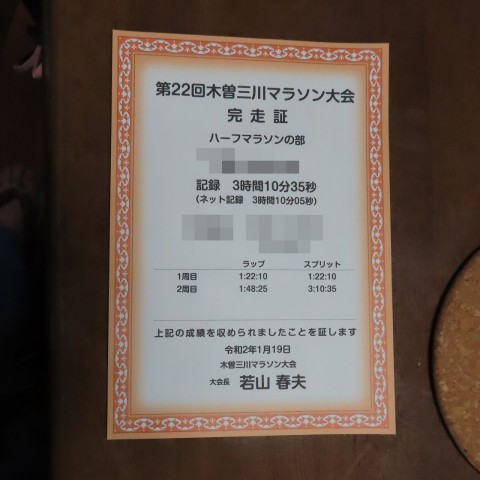 第22回木曽三川マラソン大会
完走証
ハーフマラソンの部
記録 3時間10分35秒
(ネット記録 3時間10分05秒)
ラップ スプリット
1周目 1:22:10 1:22:10
2周目 1:48:25 3:10:35
上記の成績を収められましたことを証します
令和2年1月19日
木曽三川マラソン大会
大会長 若山 春夫